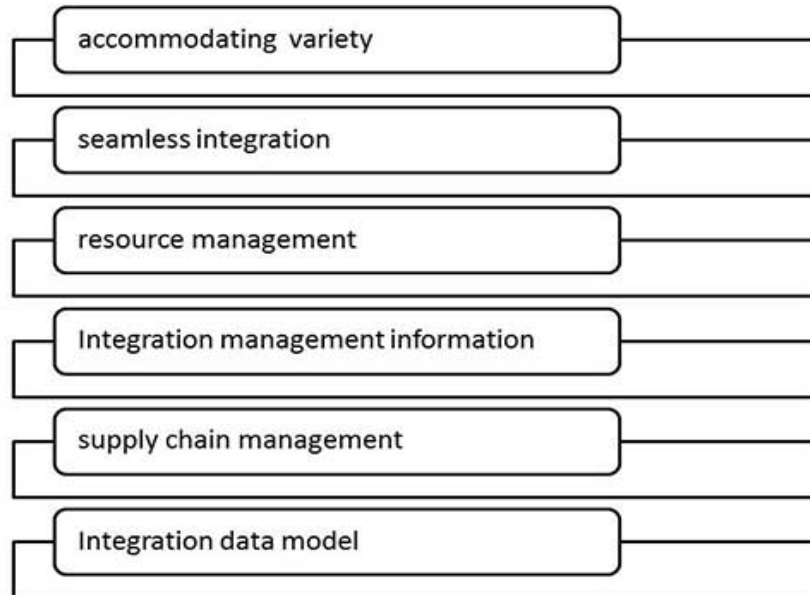 accommodating variety
seamless integration
resource management
Integration management information
supply chain management
Integration data model